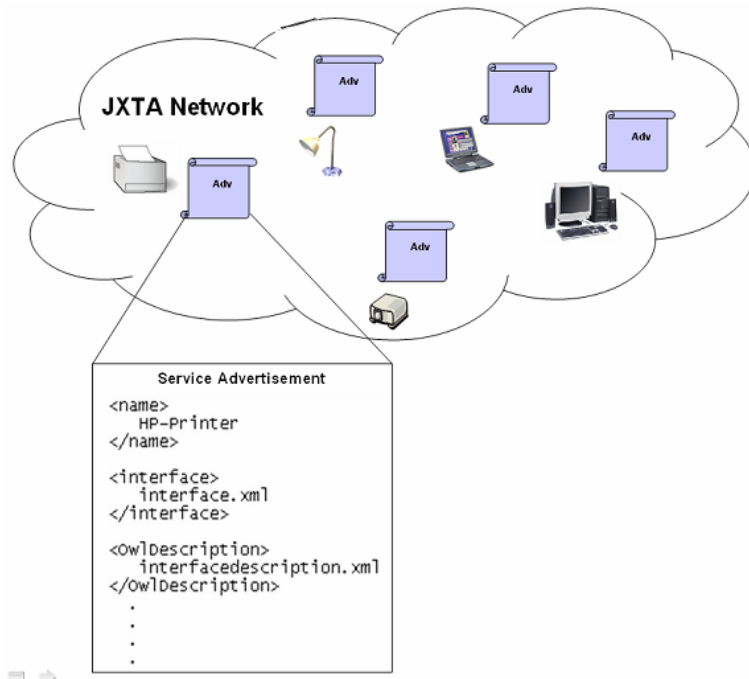 Adv
Adv
JXTA Network
Adv
Adv
Adv
Service Advertisement
<name>
HP-Printer
</name>
<interface>
interface.xml
</interface>
<OwlDescription>
interfacedescription.xml
</OwlDescription>
.
.
.
.